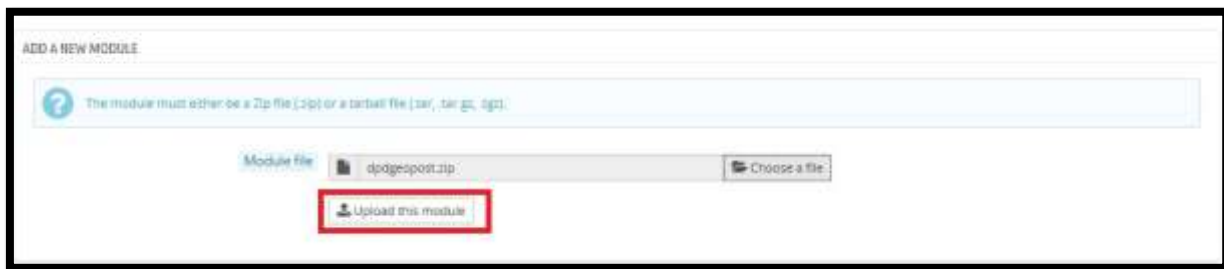 ADD A NEW MODULE
The module must either be a Zip file (.zip) or a tarball file (.tar, .tar.gz, .tgz).
Module file dpdgeopost.zip Choose a file
Upload this module